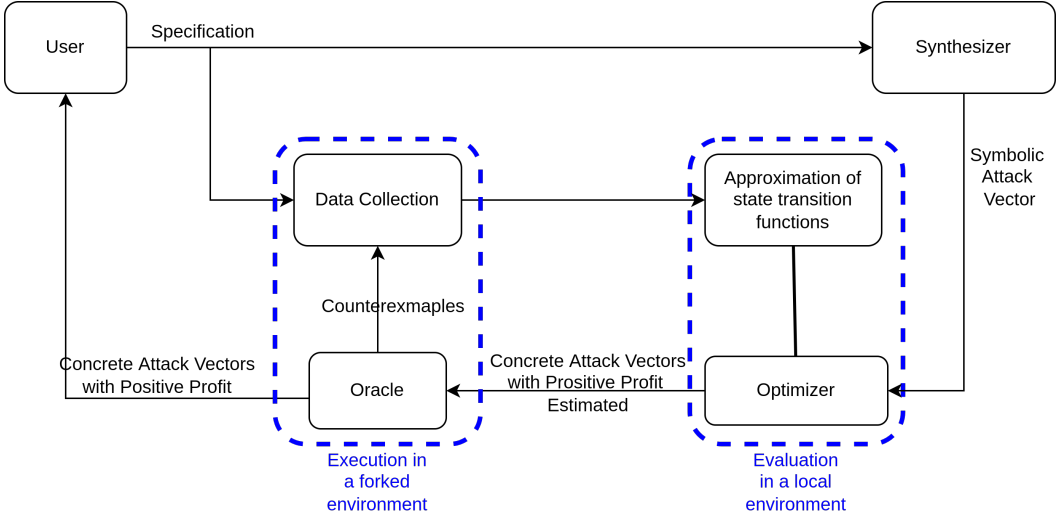 Specification
User
Synthesizer
Symbolic
Attack
Vector
Data Collection
Approximation of
state transition
functions
Counterexmaples
Concrete Attack Vectors
with Positive Profit
Oracle
Concrete Attack Vectors
with Prositive Profit
Estimated
Optimizer
Execution in
a forked
environment
Evaluation
in a local
environment